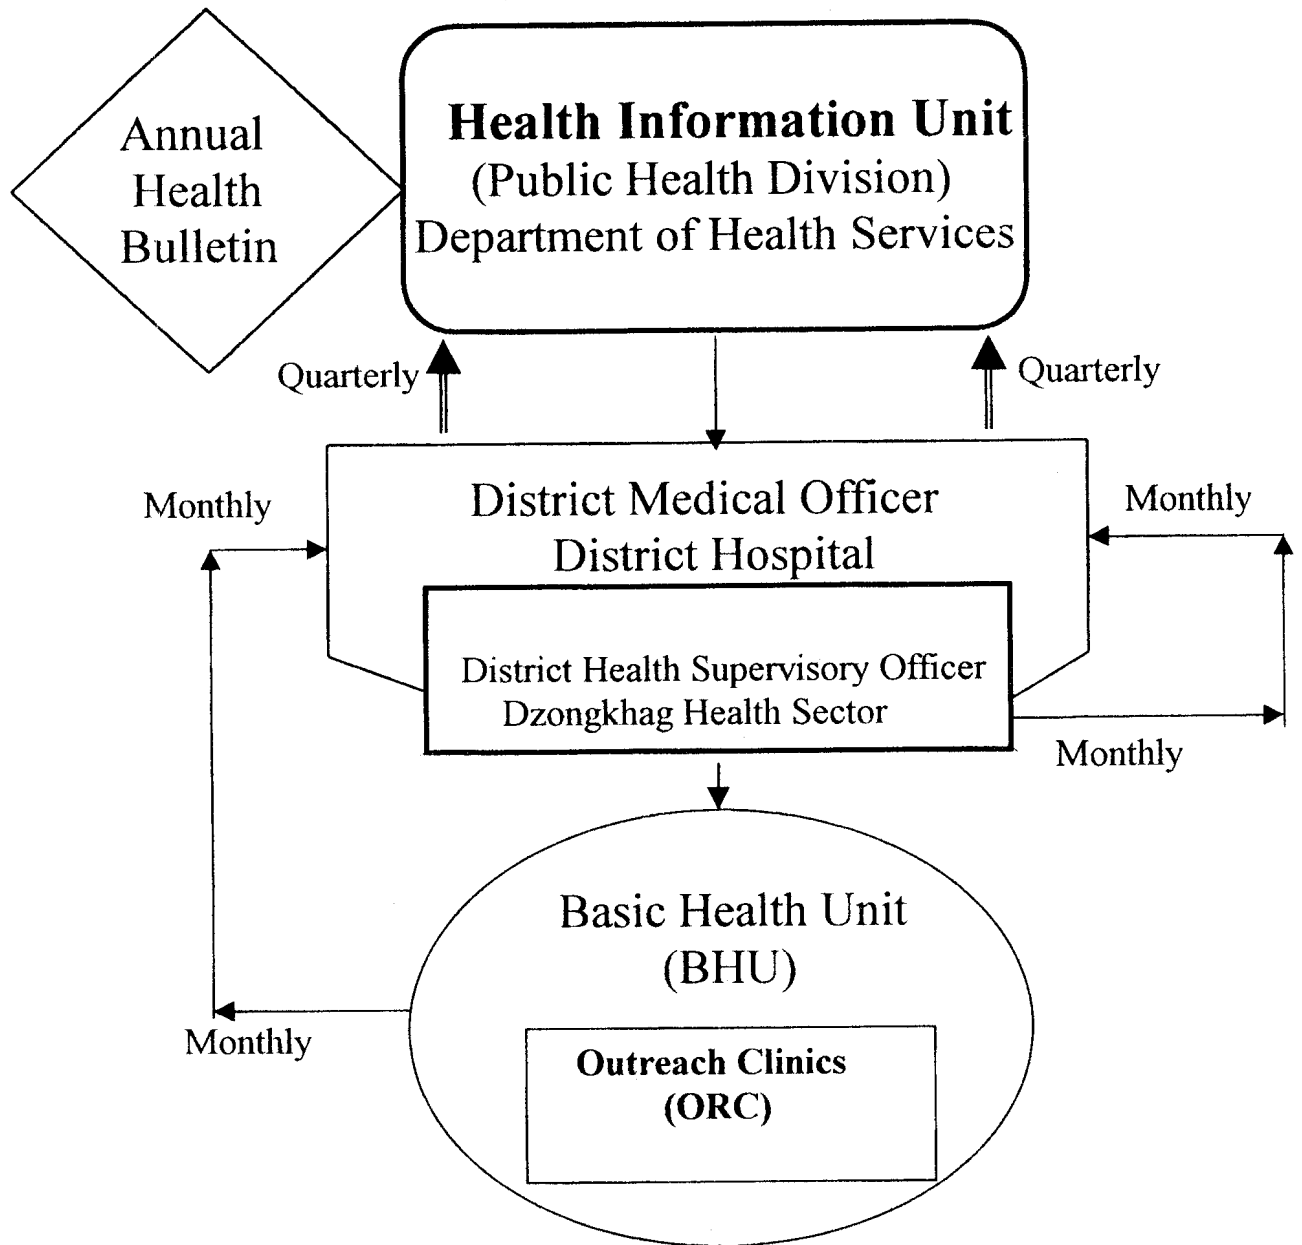 Annual
Health
Bulletin
Health Information Unit
(Public Health Division)
Department of Health Services
Quarterly
Quarterly
Monthly
District Medical Officer
District Hospital
Monthly
District Health Supervisory Officer
Dzongkhag Health Sector
Monthly
Basic Health Unit
(BHU)
Monthly
Outreach Clinics
(ORC)